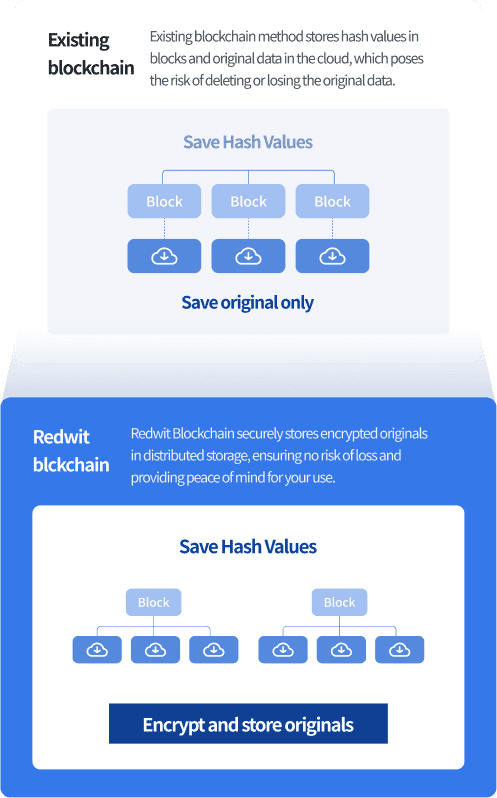 Existing
blockchain
Existing blockchain method stores hash values in
blocks and original data in the cloud, which poses
the risk of deleting or losing the original data.
Save Hash Values
Block Block Block
Save original only
Redwit
blckchain
Redwit Blockchain securely stores encrypted originals
in distributed storage, ensuring no risk of loss and
providing peace of mind for your use.
Save Hash Values
Block Block
Encrypt and store originals